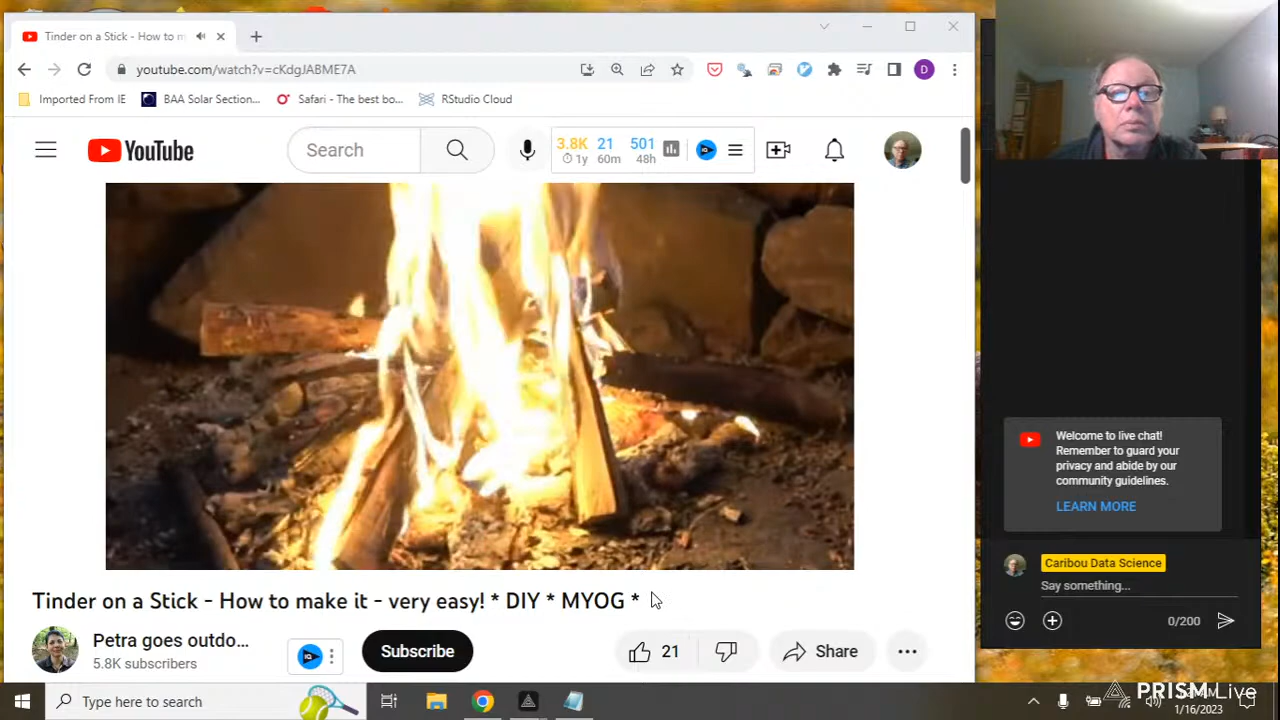 Tinder on a Stick - How to m
youtube.com/watch?v=cKdgJABME7A
Imported From IE
BAA Solar Section...
Safari - The best bo...
RStudio Cloud
YouTube
Search
3.8K 21 501
1y 60m 48h
IQ
D
Tinder on a Stick - How to make it - very easy! * DIY * MYOG *
Petra goes outdo...
5.8K subscribers
IQ
Subscribe
21
Share
Welcome to live chat!
Remember to guard your
privacy and abide by our
community guidelines.
LEARN MORE
Caribou Data Science
Say something...
0/200
Type here to search
PRISM Live
1/16/2023